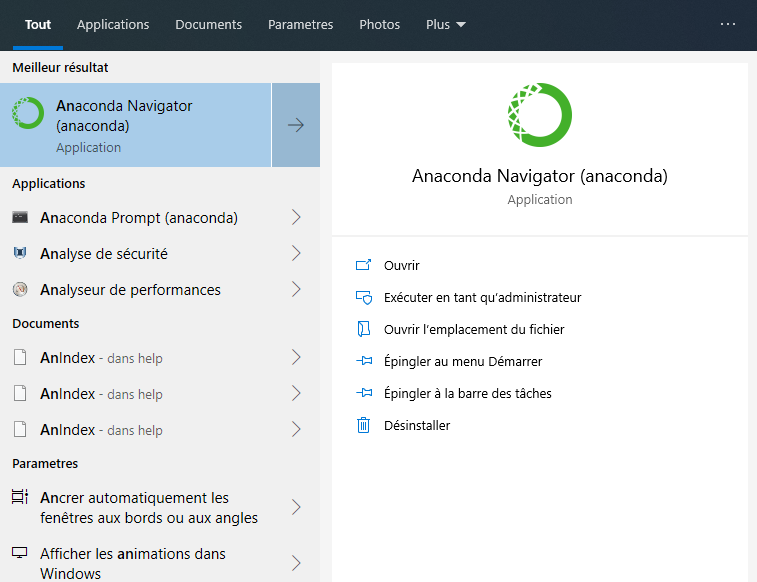 Tout Applications Documents Parametres Photos Plus ...
Meilleur résultat
Anaconda Navigator
(anaconda)
Application
Applications
Anaconda Prompt (anaconda)
Analyse de sécurité
Analyseur de performances
Documents
AnIndex - dans help
AnIndex - dans help
AnIndex - dans help
Parametres
Ancrer automatiquement les
fenêtres aux bords ou aux angles
Afficher les animations dans
Windows
Anaconda Navigator (anaconda)
Application
Ouvrir
Exécuter en tant qu’administrateur
Ouvrir l’emplacement du fichier
Épingler au menu Démarrer
Épingler à la barre des tâches
Désinstaller